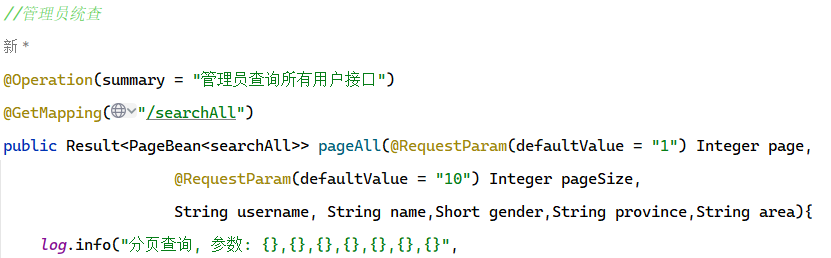 //管理员统查
新 *
@Operation(summary = "管理员查询所有用户接口")
@GetMapping("/searchAll")
public Result<PageBean<searchAll>> pageAll(@RequestParam(defaultValue = "1") Integer page,
@RequestParam(defaultValue = "10") Integer pageSize,
String username, String name,Short gender,String province,String area){
log.info("分页查询, 参数: {},{},{},{},{},{},{}",